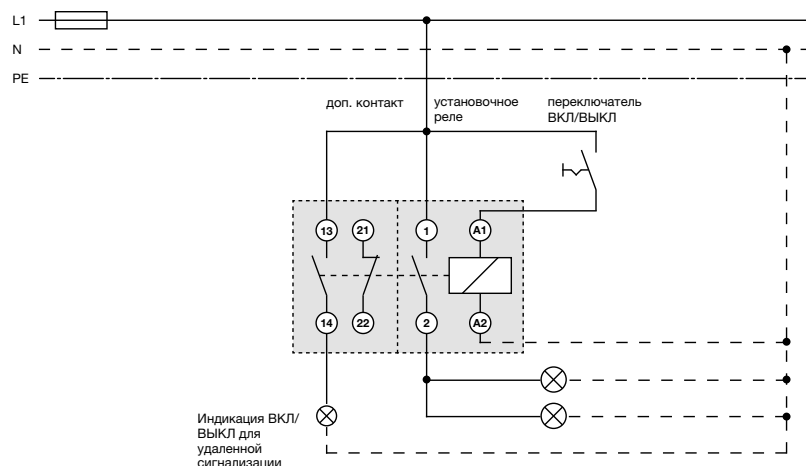 L1
N
PE
доп. контакт
установочное
реле
переключатель
ВКЛ/ВЫКЛ
13 21 1 A1
14 22 2 A2
Индикация ВКЛ/
ВЫКЛ для
удаленной
сигнализации